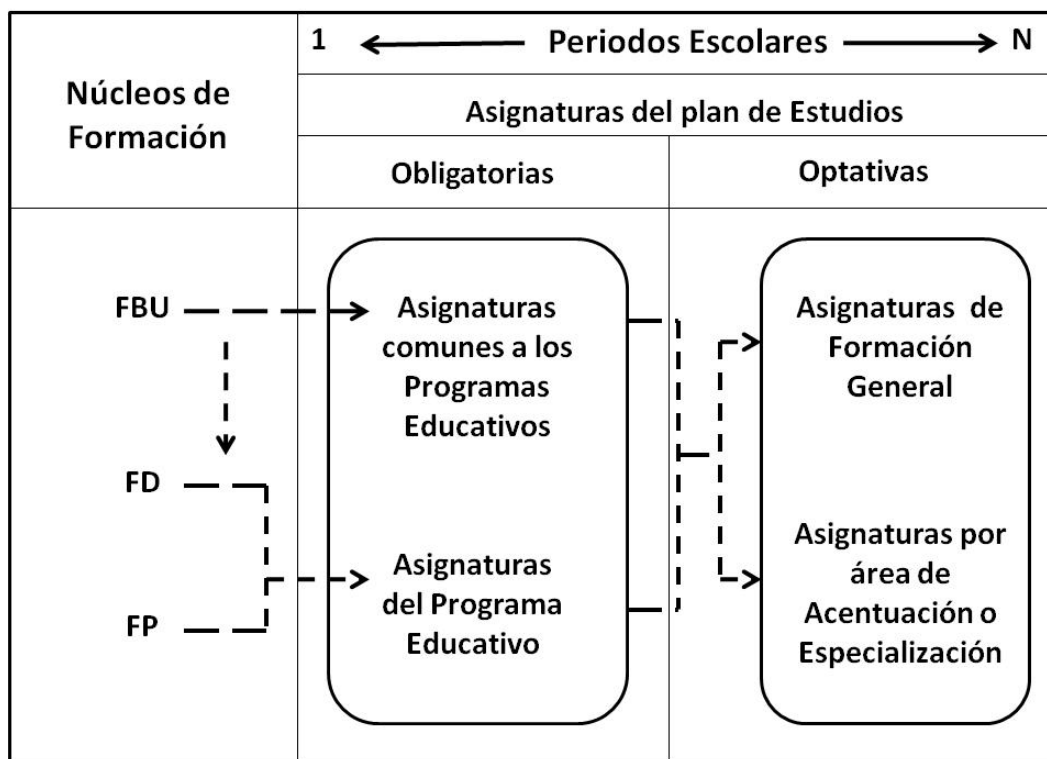 1 Periodos Escolares N
Núcleos de
Formación
Asignaturas del plan de Estudios
Obligatorias
Optativas
FBU
FD
FP
Asignaturas
comunes a los
Programas
Educativos
Asignaturas
del Programa
Educativo
Asignaturas de
Formación
General
Asignaturas por
área de
Acentuación o
Especialización